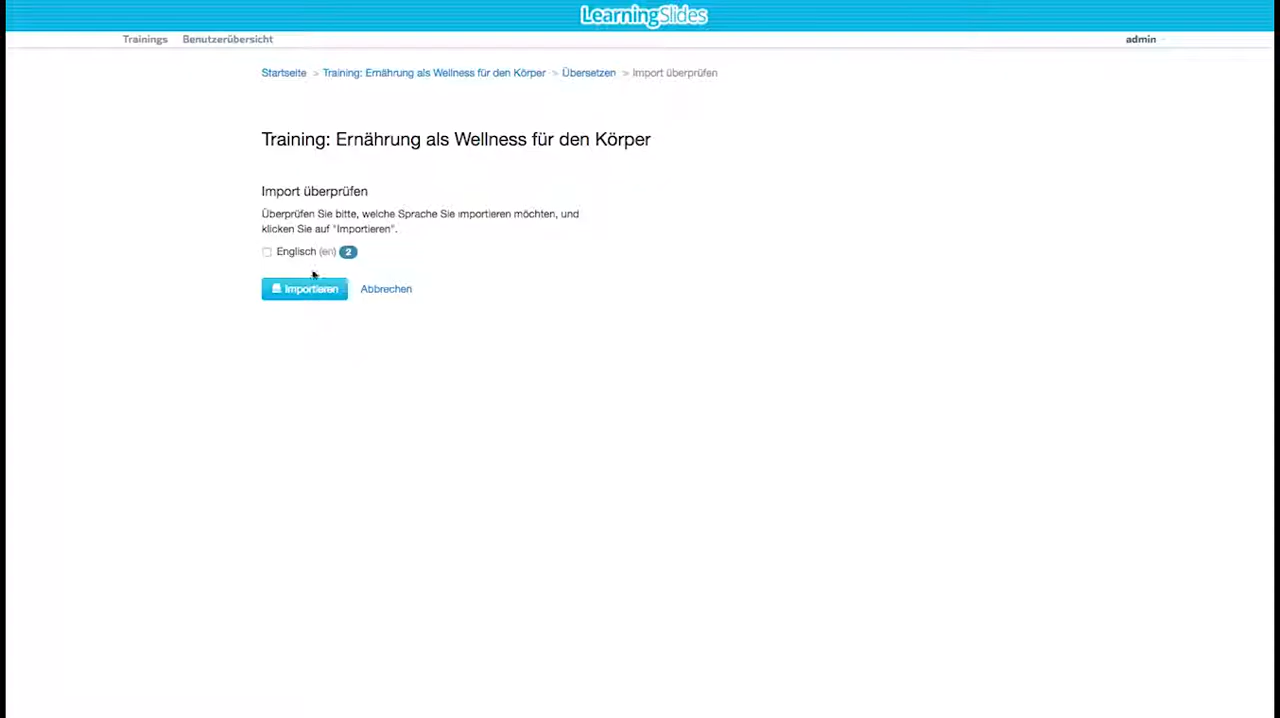 LearningSlides
Trainings Benutzerübersicht admin
Startseite > Training: Ernährung als Wellness für den Körper > Übersetzen > Import überprüfen
Training: Ernährung als Wellness für den Körper
Import überprüfen
Überprüfen Sie bitte, welche Sprache Sie importieren möchten, und
klicken Sie auf "Importieren".
Englisch (en) 2
Importieren Abbrechen